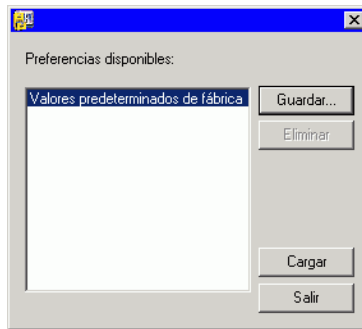 Preferencias disponibles:
Valores predeterminados de fábrica
Guardar...
Eliminar
Cargar
Salir